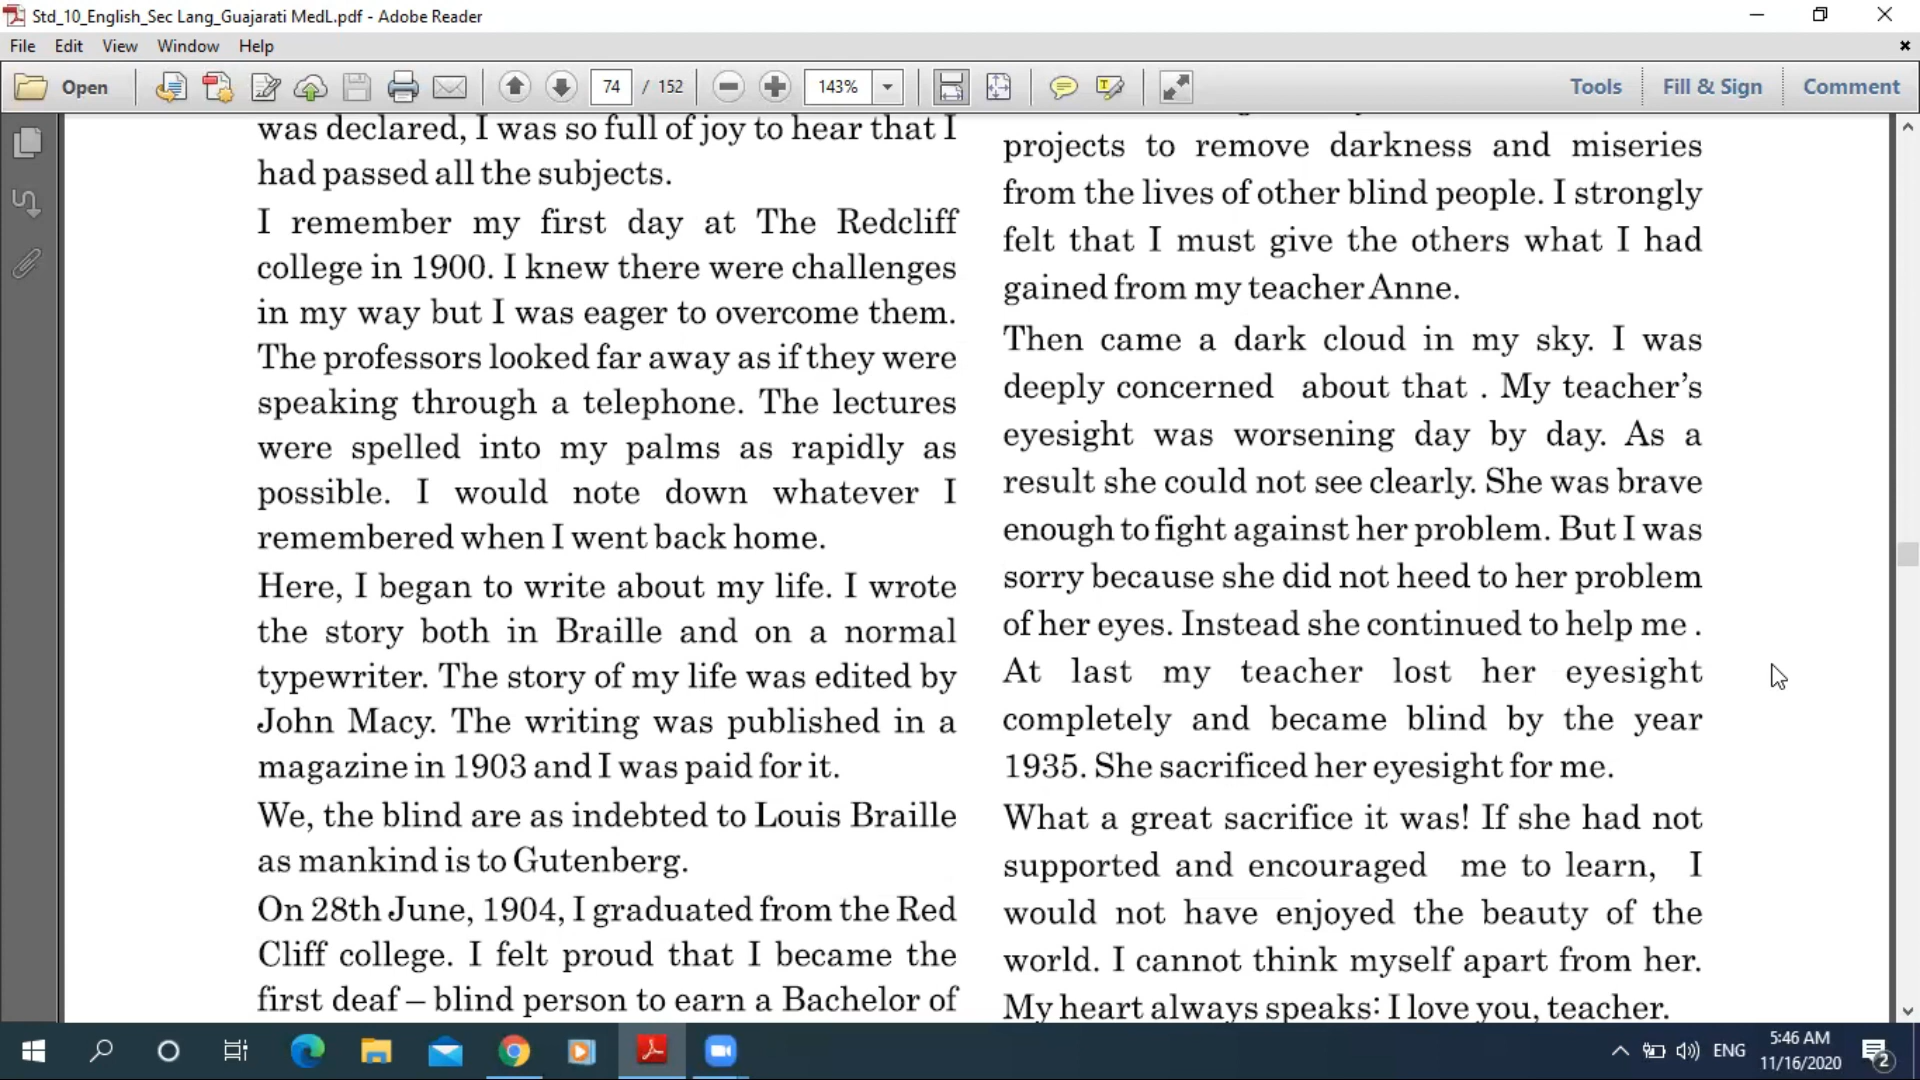 Std_10_English_Sec Lang_Guajarati MedL.pdf - Adobe Reader
File Edit View Window Help
Open 74 / 152 143% Tools Fill & Sign Comment
was declared, I was so full of joy to hear that I
had passed all the subjects.
I remember my first day at The Redcliff
college in 1900. I knew there were challenges
in my way but I was eager to overcome them.
The professors looked far away as if they were
speaking through a telephone. The lectures
were spelled into my palms as rapidly as
possible. I would note down whatever I
remembered when I went back home.
Here, I began to write about my life. I wrote
the story both in Braille and on a normal
typewriter. The story of my life was edited by
John Macy. The writing was published in a
magazine in 1903 and I was paid for it.
We, the blind are as indebted to Louis Braille
as mankind is to Gutenberg.
On 28th June, 1904, I graduated from the Red
Cliff college. I felt proud that I became the
first deaf – blind person to earn a Bachelor of
projects to remove darkness and miseries
from the lives of other blind people. I strongly
felt that I must give the others what I had
gained from my teacher Anne.
Then came a dark cloud in my sky. I was
deeply concerned about that . My teacher’s
eyesight was worsening day by day. As a
result she could not see clearly. She was brave
enough to fight against her problem. But I was
sorry because she did not heed to her problem
of her eyes. Instead she continued to help me .
At last my teacher lost her eyesight
completely and became blind by the year
1935. She sacrificed her eyesight for me.
What a great sacrifice it was! If she had not
supported and encouraged me to learn, I
would not have enjoyed the beauty of the
world. I cannot think myself apart from her.
My heart always speaks: I love you, teacher.
ENG
5:46 AM
11/16/2020
2